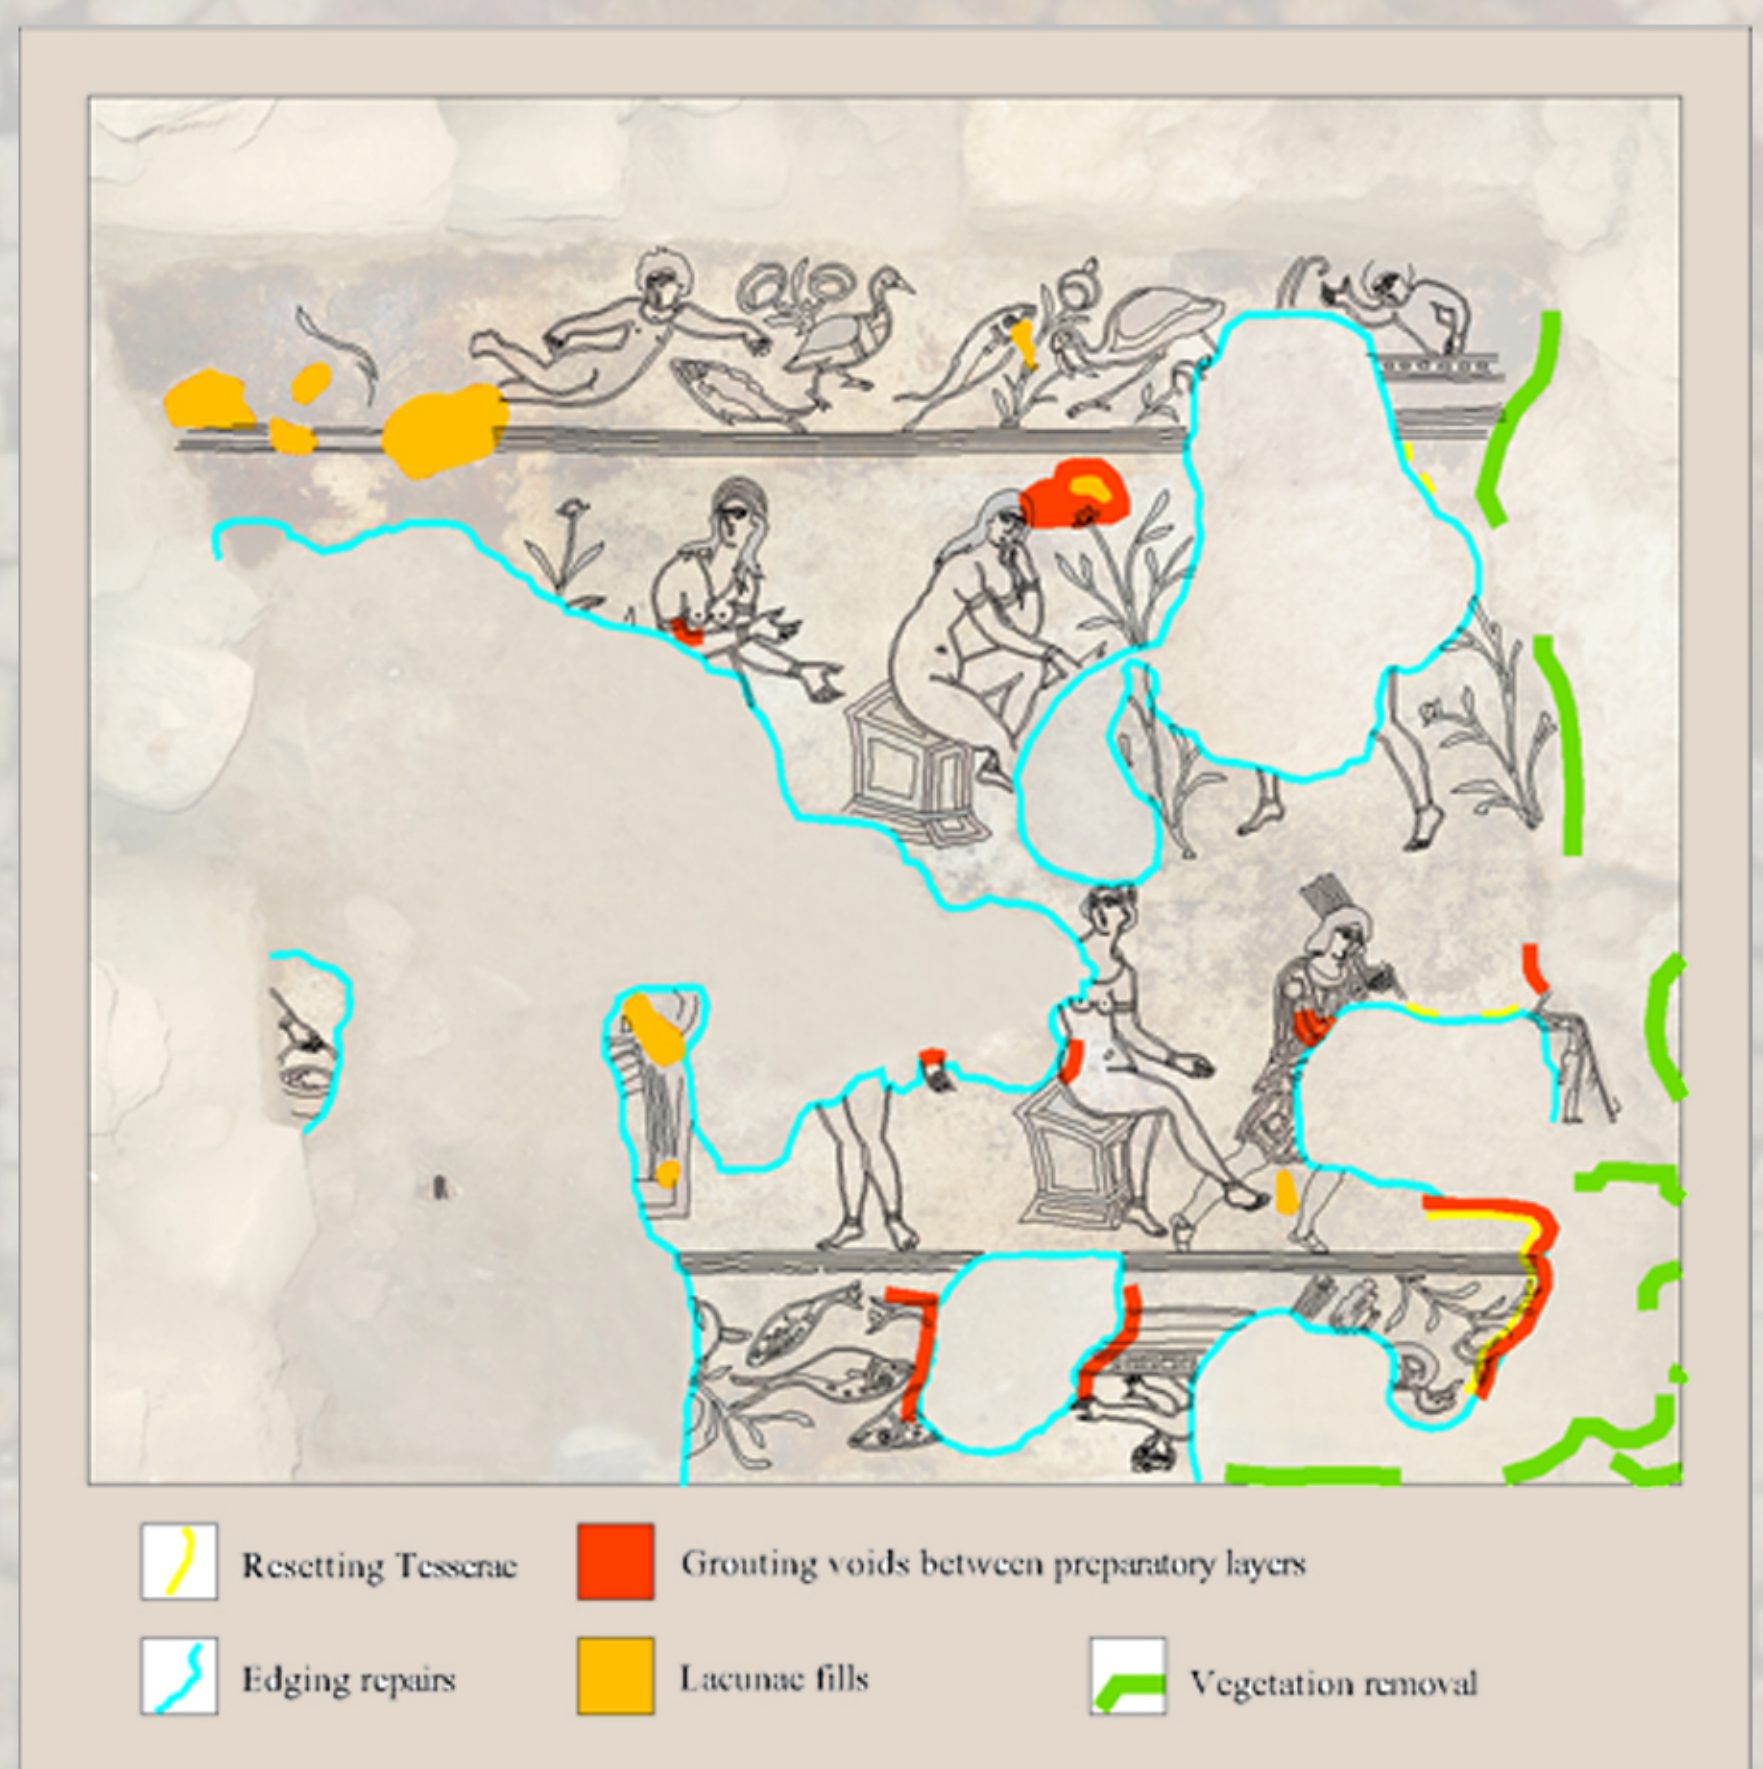 Resetting Tesserae
Grouting voids between preparatory layers
Edging repairs
Lacunae fills
Vegetation removal